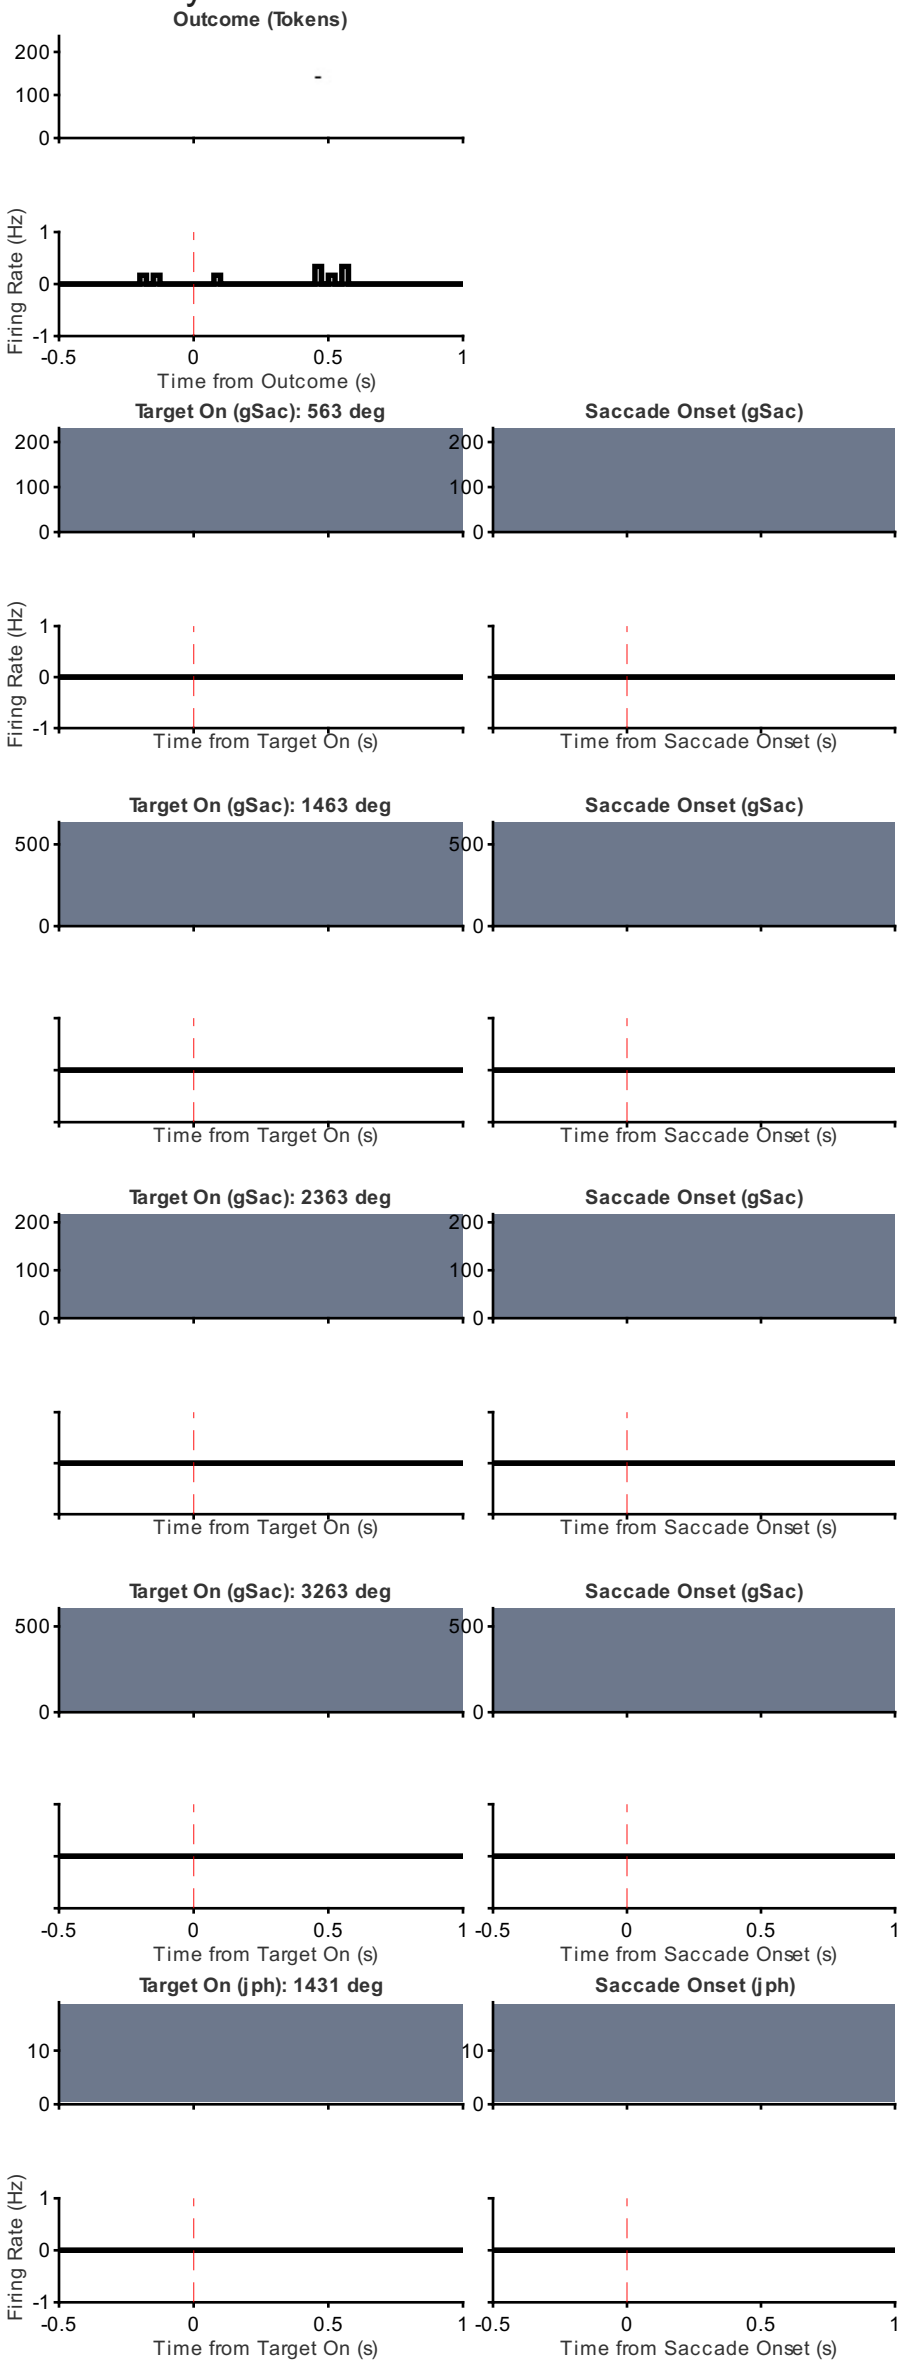 Outcome (Tokens)
200
100
0
Firing Rate (Hz)
1
0
-1
-0.5 0 0.5 1
Time from Outcome (s)
Target On (gSac): 563 deg Saccade Onset (gSac)
200 200
100 100
0 0
Firing Rate (Hz)
1
0
-1
Time from Target On (s) Time from Saccade Onset (s)
Target On (gSac): 1463 deg Saccade Onset (gSac)
500 500
0 0
Time from Target On (s) Time from Saccade Onset (s)
Target On (gSac): 2363 deg Saccade Onset (gSac)
200 200
100 100
0 0
Time from Target On (s) Time from Saccade Onset (s)
Target On (gSac): 3263 deg Saccade Onset (gSac)
500 500
0 0
-0.5 0 0.5 1 -0.5 0 0.5 1
Time from Target On (s) Time from Saccade Onset (s)
Target On (jph): 1431 deg Saccade Onset (jph)
10 10
0 0
Firing Rate (Hz)
1
0
-1
-0.5 0 0.5 1 -0.5 0 0.5 1
Time from Target On (s) Time from Saccade Onset (s)